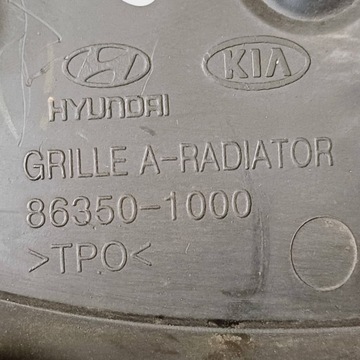 KIA
HYUNDAI
GRILLE A-RADIATOR
86350-1000
>TPO<